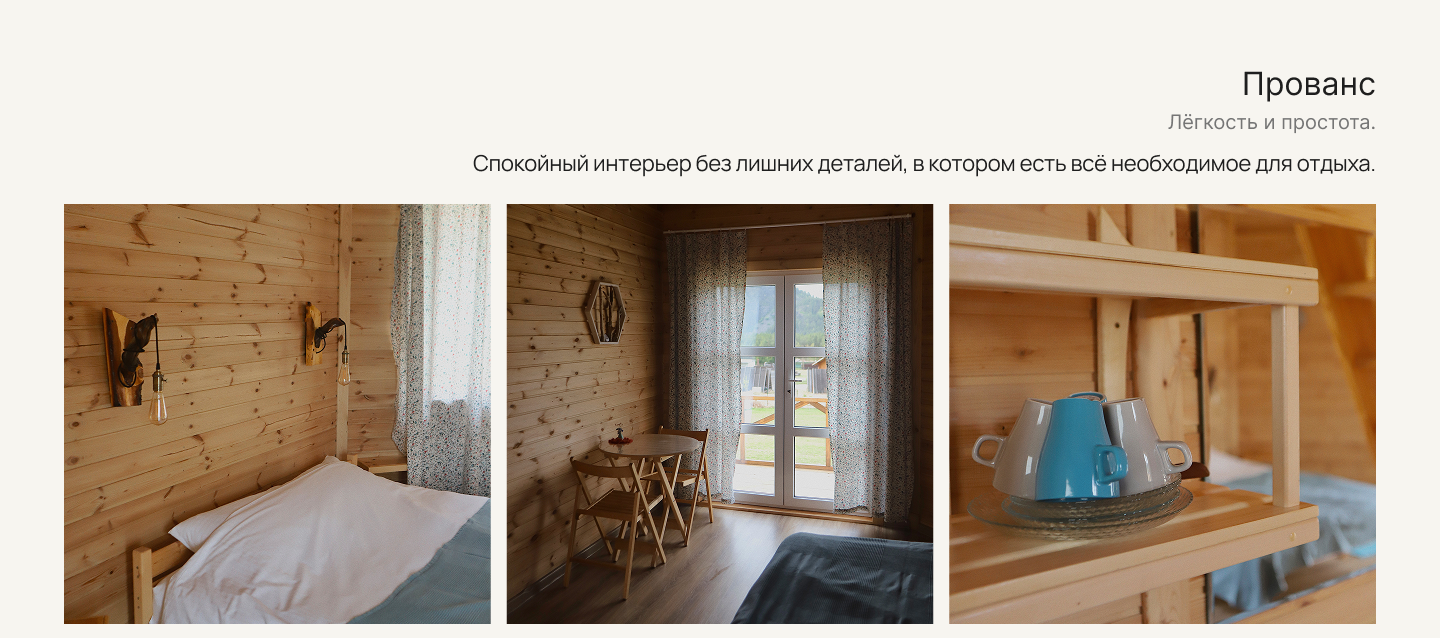 Прованс
Лёгкость и простота.
Спокойный интерьер без лишних деталей, в котором есть всё необходимое для отдыха.